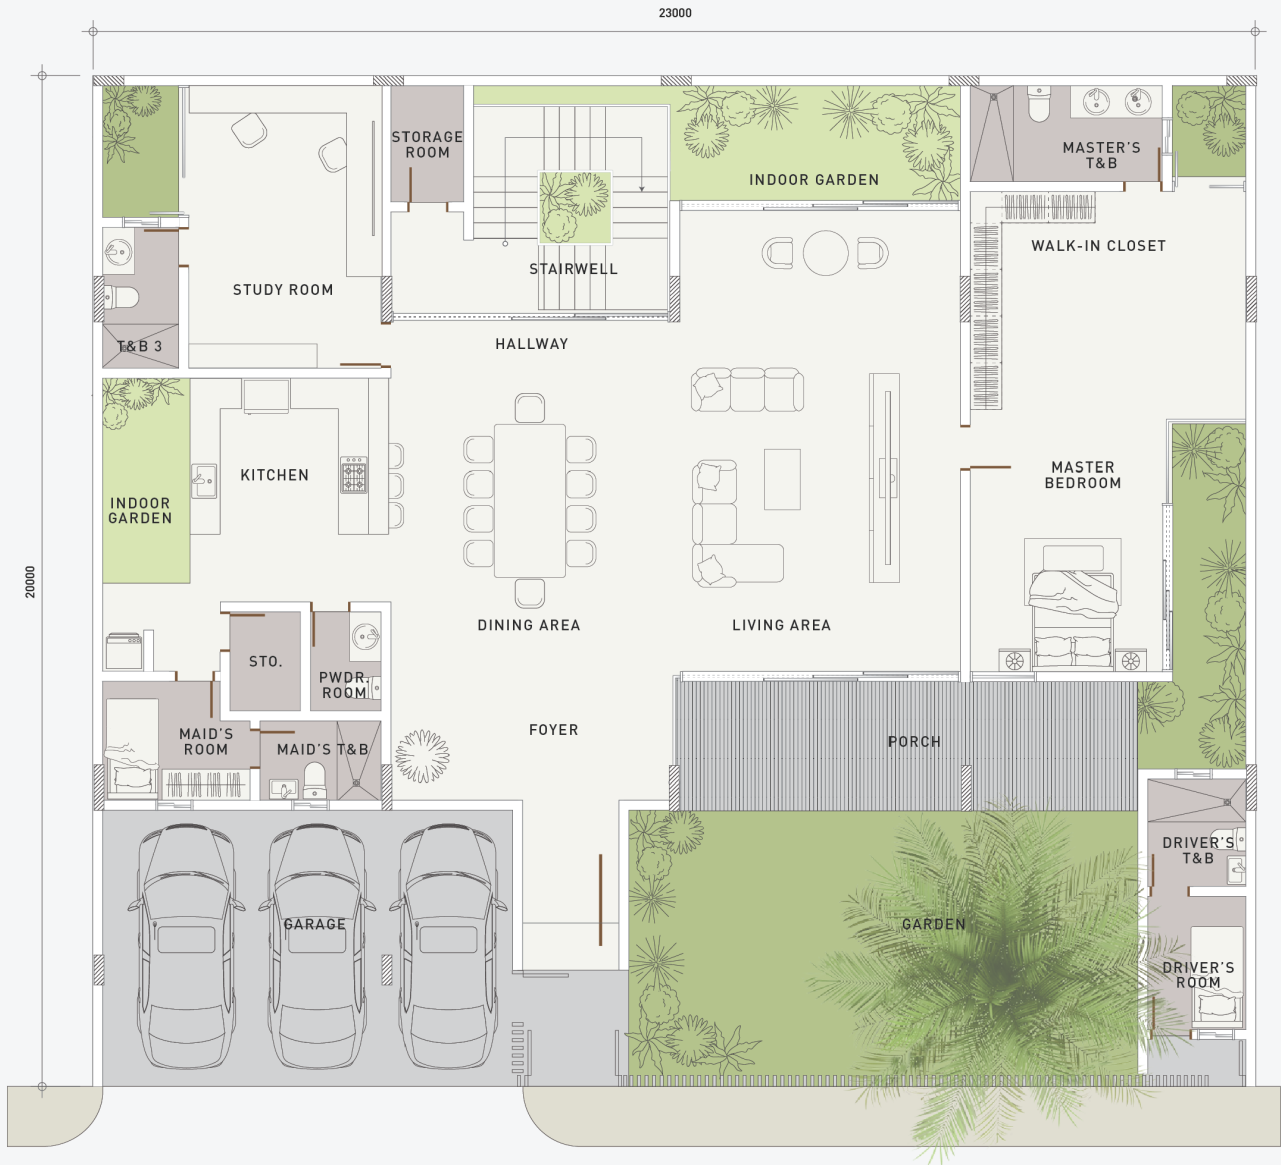 23000
STORAGE
ROOM
MASTER'S
T&B
INDOOR GARDEN
WALK-IN CLOSET
STAIRWELL
STUDY ROOM
T&B 3
HALLWAY
KITCHEN
MASTER
BEDROOM
INDOOR
GARDEN
20000
DINING AREA
LIVING AREA
STO.
PWDR.
ROOM
FOYER
MAID'S
ROOM
MAID'S T&B
PORCH
DRIVER'S
T&B
GARAGE
GARDEN
DRIVER'S
ROOM